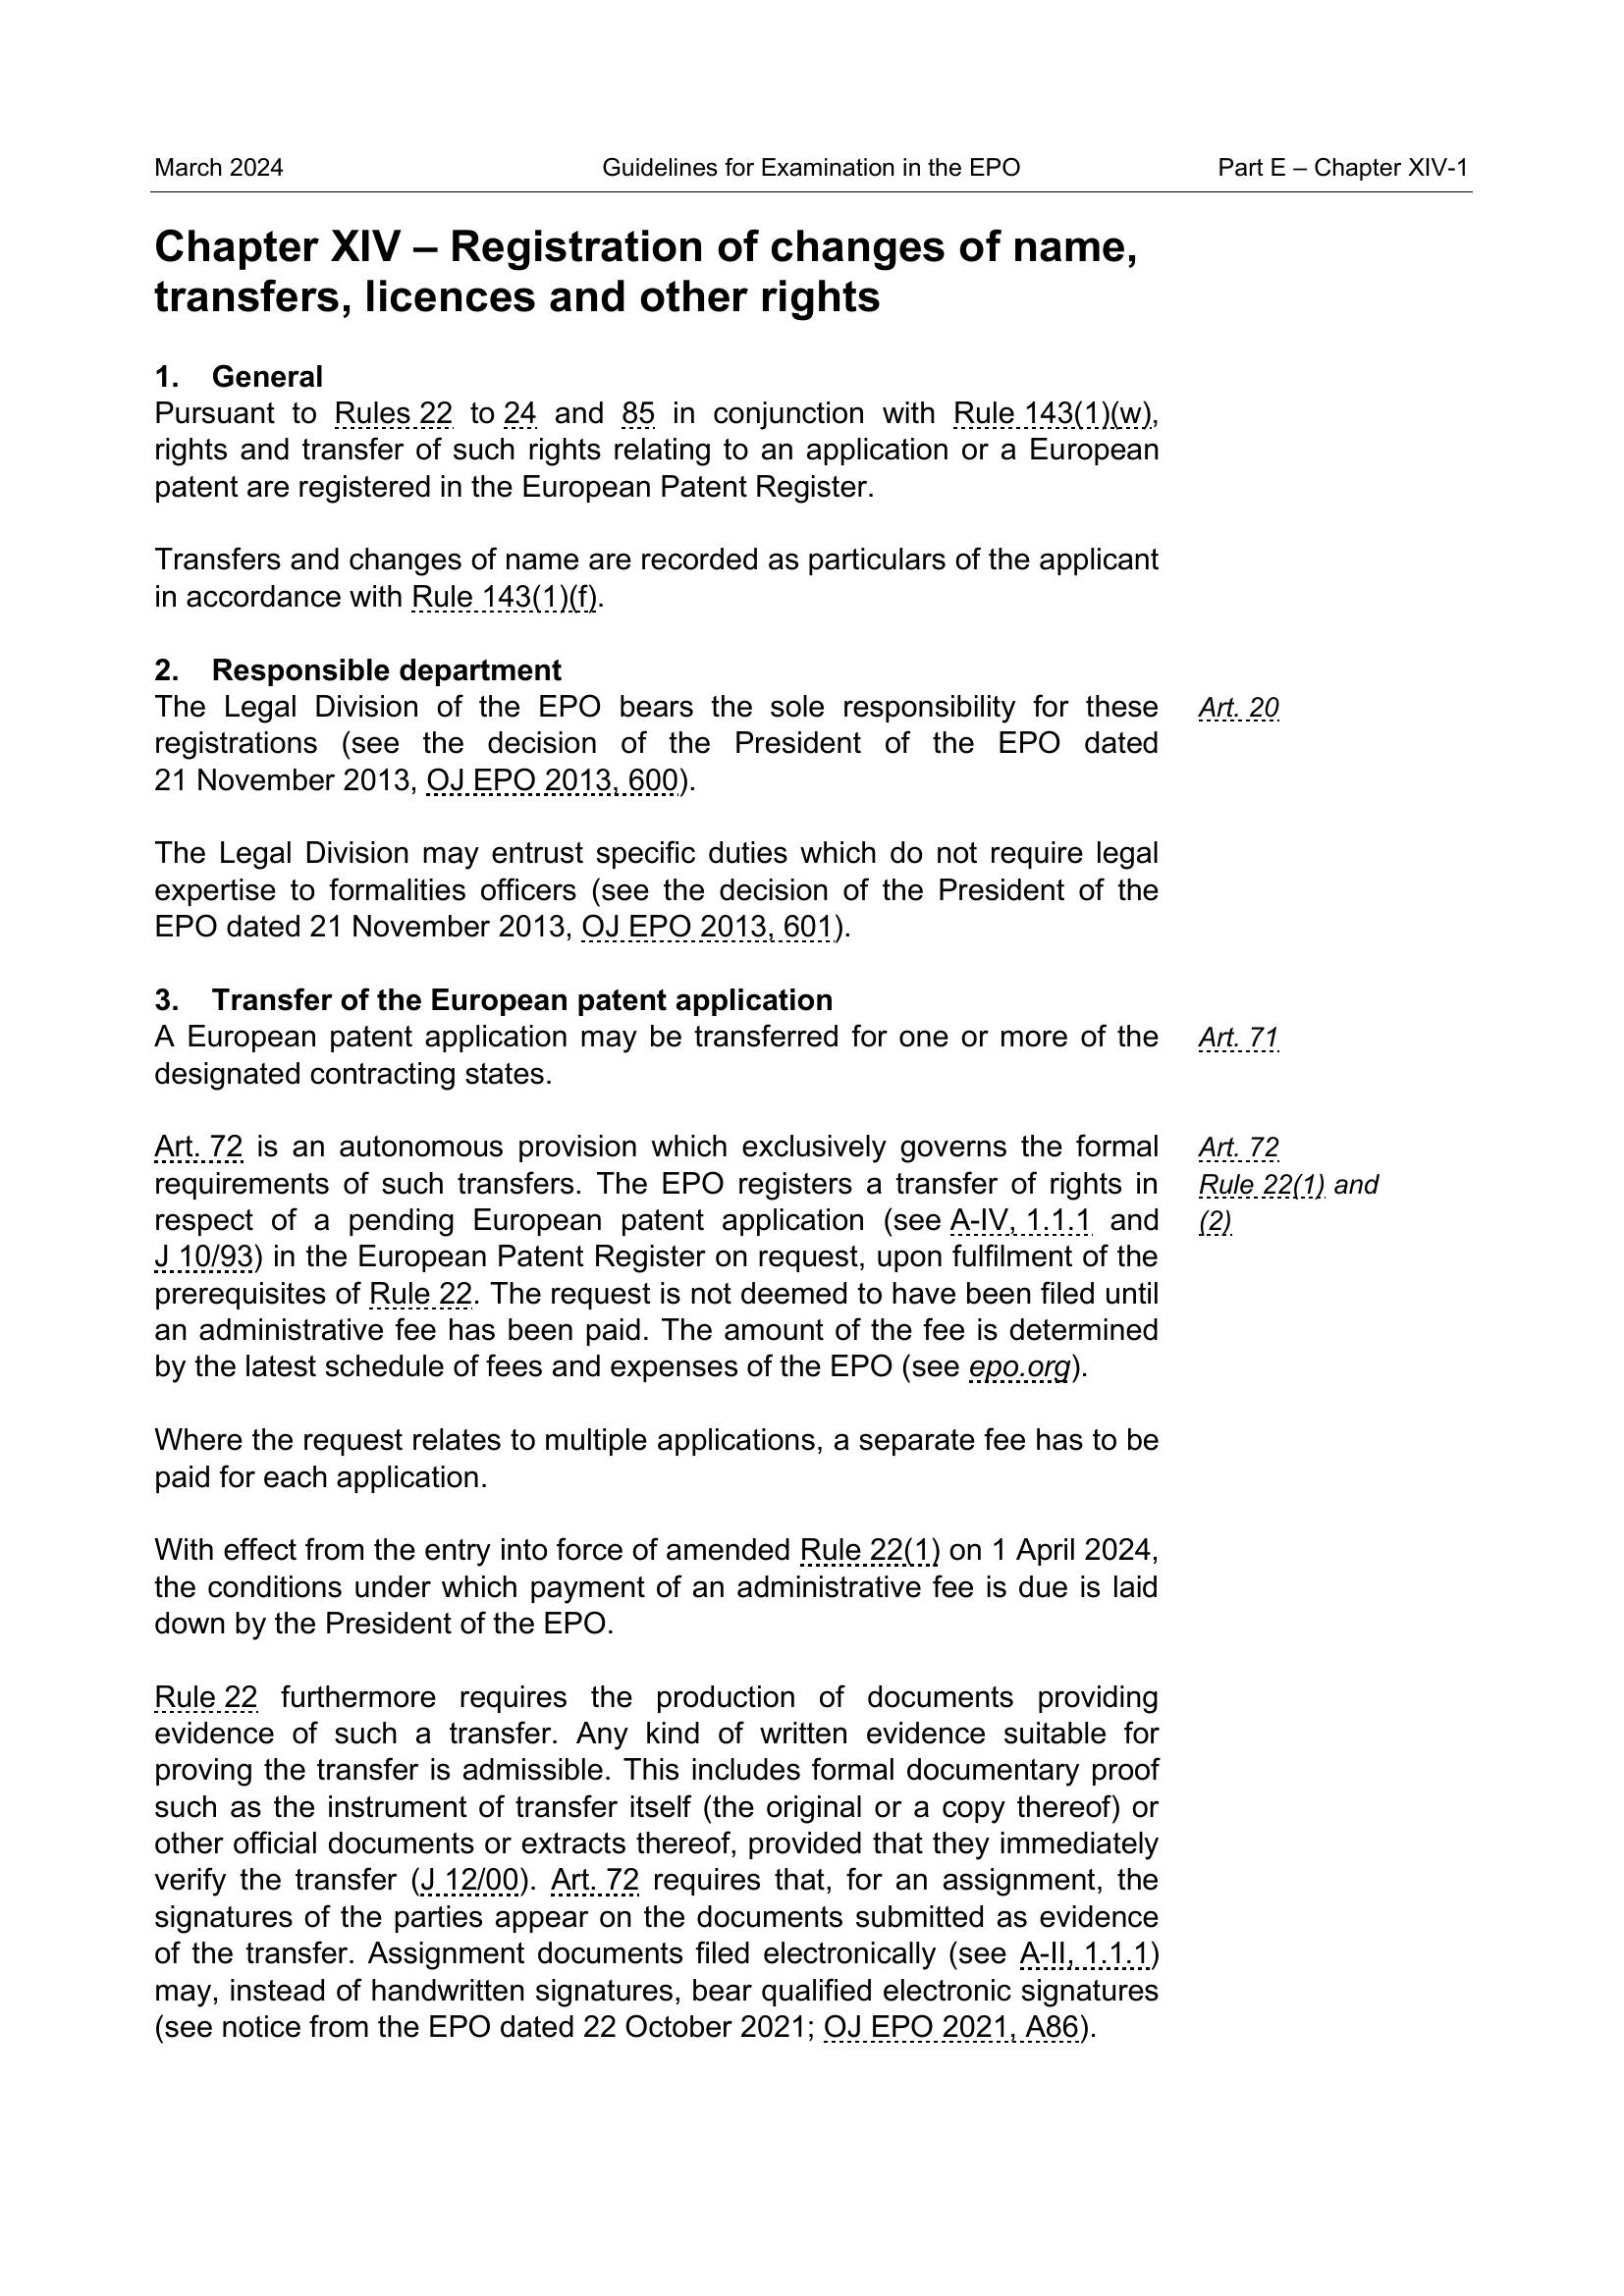 March 2024 Guidelines for Examination in the EPO Part E – Chapter XIV-1
Chapter XIV – Registration of changes of name,
transfers, licences and other rights
1. General
Pursuant to Rules 22 to 24 and 85 in conjunction with Rule 143(1)(w),
rights and transfer of such rights relating to an application or a European
patent are registered in the European Patent Register.
Transfers and changes of name are recorded as particulars of the applicant
in accordance with Rule 143(1)(f).
2. Responsible department
The Legal Division of the EPO bears the sole responsibility for these
registrations (see the decision of the President of the EPO dated
21 November 2013, OJ EPO 2013, 600).
Art. 20
The Legal Division may entrust specific duties which do not require legal
expertise to formalities officers (see the decision of the President of the
EPO dated 21 November 2013, OJ EPO 2013, 601).
3. Transfer of the European patent application
A European patent application may be transferred for one or more of the
designated contracting states.
Art. 71
Art. 72 is an autonomous provision which exclusively governs the formal
requirements of such transfers. The EPO registers a transfer of rights in
respect of a pending European patent application (see A-IV, 1.1.1 and
J 10/93) in the European Patent Register on request, upon fulfilment of the
prerequisites of Rule 22. The request is not deemed to have been filed until
an administrative fee has been paid. The amount of the fee is determined
by the latest schedule of fees and expenses of the EPO (see epo.org).
Art. 72
Rule 22(1) and
(2)
Where the request relates to multiple applications, a separate fee has to be
paid for each application.
With effect from the entry into force of amended Rule 22(1) on 1 April 2024,
the conditions under which payment of an administrative fee is due is laid
down by the President of the EPO.
Rule 22 furthermore requires the production of documents providing
evidence of such a transfer. Any kind of written evidence suitable for
proving the transfer is admissible. This includes formal documentary proof
such as the instrument of transfer itself (the original or a copy thereof) or
other official documents or extracts thereof, provided that they immediately
verify the transfer (J 12/00). Art. 72 requires that, for an assignment, the
signatures of the parties appear on the documents submitted as evidence
of the transfer. Assignment documents filed electronically (see A-II, 1.1.1)
may, instead of handwritten signatures, bear qualified electronic signatures
(see notice from the EPO dated 22 October 2021; OJ EPO 2021, A86).